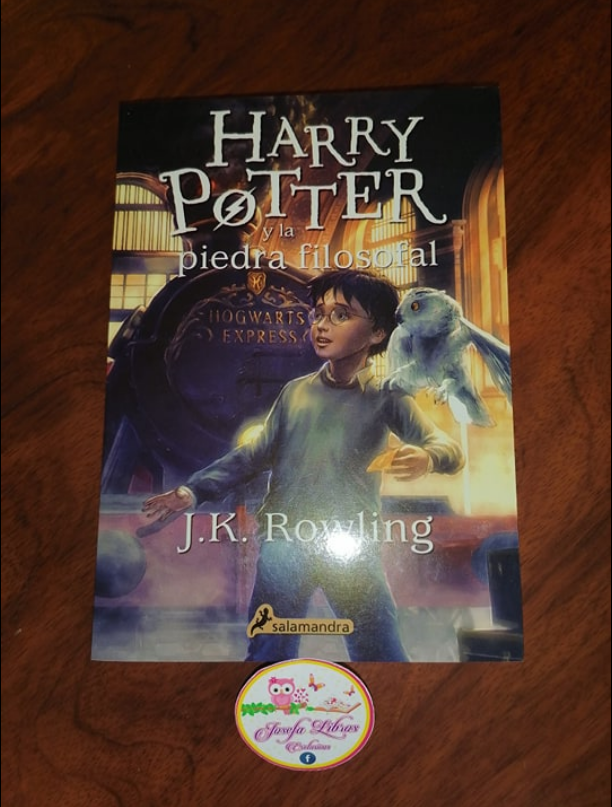 HARRY
POTTER
y la
piedra filosofal
HOGWARTS
EXPRESS
J.K. Rowling
salamandra
Josefa Libros
f